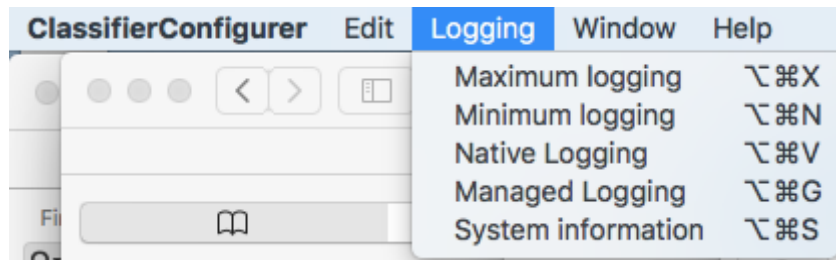 ClassifierConfigurer Edit Logging Window Help
Maximum logging ⌥⌘X
Minimum logging ⌥⌘N
Native Logging ⌥⌘V
Managed Logging ⌥⌘G
System information ⌥⌘S